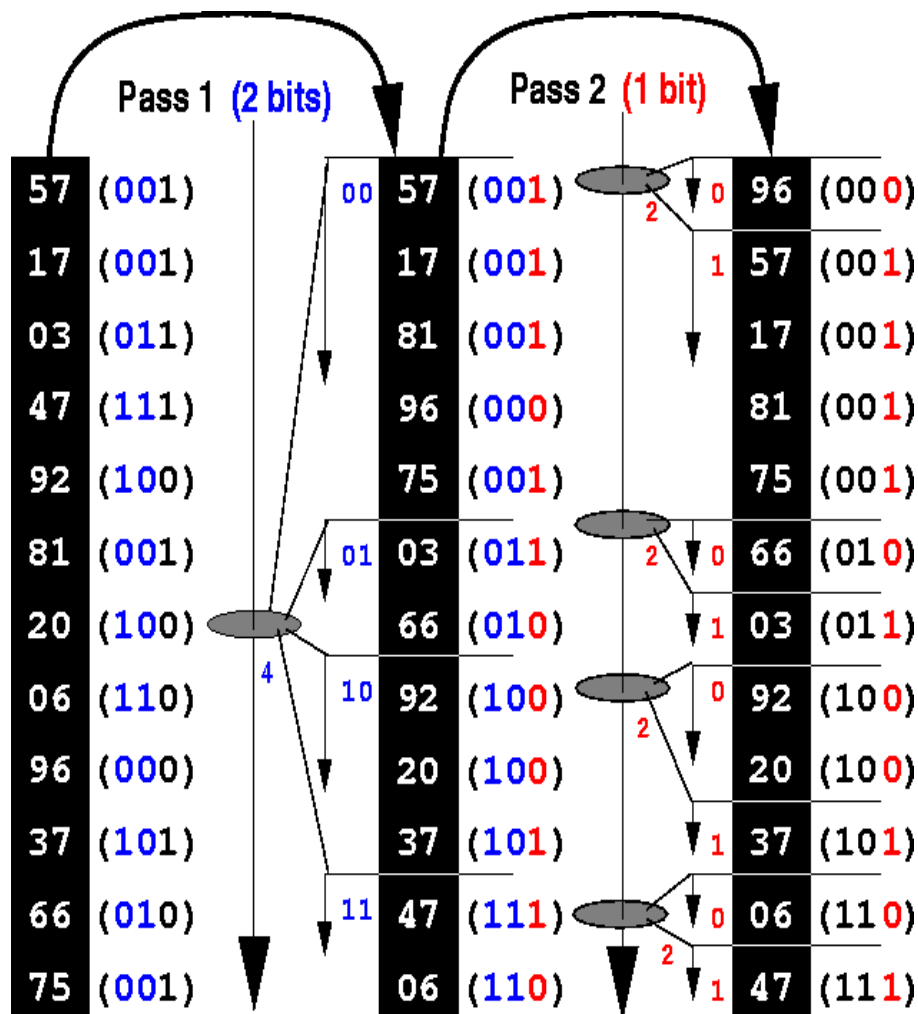 Pass 1 (2 bits) Pass 2 (1 bit)
57 (001) 00 57 (001) 2 0 96 (000)
17 (001) 17 (001) 1 57 (001)
03 (011) 81 (001) 17 (001)
47 (111) 96 (000) 81 (001)
92 (100) 75 (001) 75 (001)
81 (001) 01 03 (011) 2 0 66 (010)
20 (100) 66 (010) 1 03 (011)
4
06 (110) 10 92 (100) 2 0 92 (100)
96 (000) 20 (100) 20 (100)
37 (101) 37 (101) 1 37 (101)
66 (010) 11 47 (111) 0 06 (110)
2
75 (001) 06 (110) 1 47 (111)